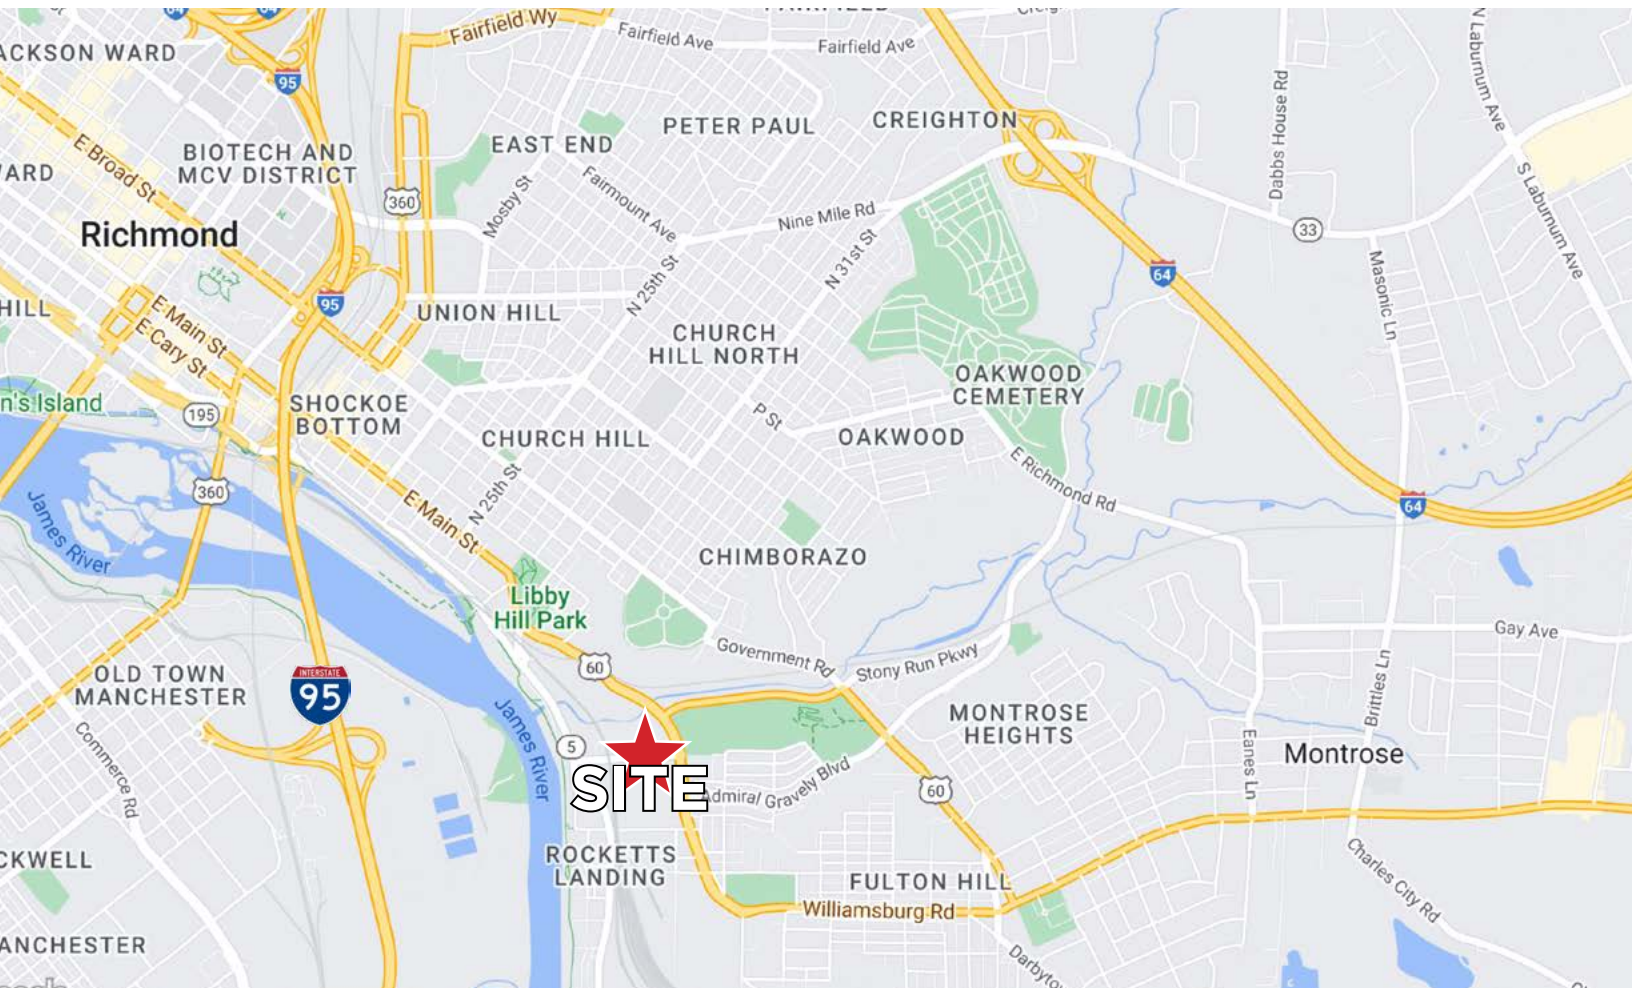 Fairfield Wy
Fairfield Ave
Fairfield Ave
FAIRFIELD
Creig
N Laburnum Ave
ACKSON WARD
95
E Broad St
BIOTECH AND
MCV DISTRICT
EAST END
PETER PAUL
CREIGHTON
Dabbs House Rd
S Laburnum Ave
ARD
360
Mosby St
Fairmount Ave
Nine Mile Rd
N 31st St
33
Richmond
64
N 25th St
Masonic Ln
HILL
95
E Main St
E Cary St
UNION HILL
CHURCH
HILL NORTH
n's Island
195
SHOCKOE
BOTTOM
OAKWOOD
CEMETERY
P St
CHURCH HILL
OAKWOOD
N 25th St
E Richmond Rd
360
E Main St
64
James River
CHIMBORAZO
Libby
Hill Park
Government Rd
Stony Run Pkwy
Gay Ave
60
OLD TOWN
MANCHESTER
INTERSTATE
95
James River
Commerce Rd
5
SITE
Admiral Gravely Blvd
MONTROSE
HEIGHTS
Brittles Ln
Eanes Ln
Montrose
60
CKWELL
ROCKETTS
LANDING
FULTON HILL
Williamsburg Rd
Charles City Rd
ANCHESTER
Darbyto